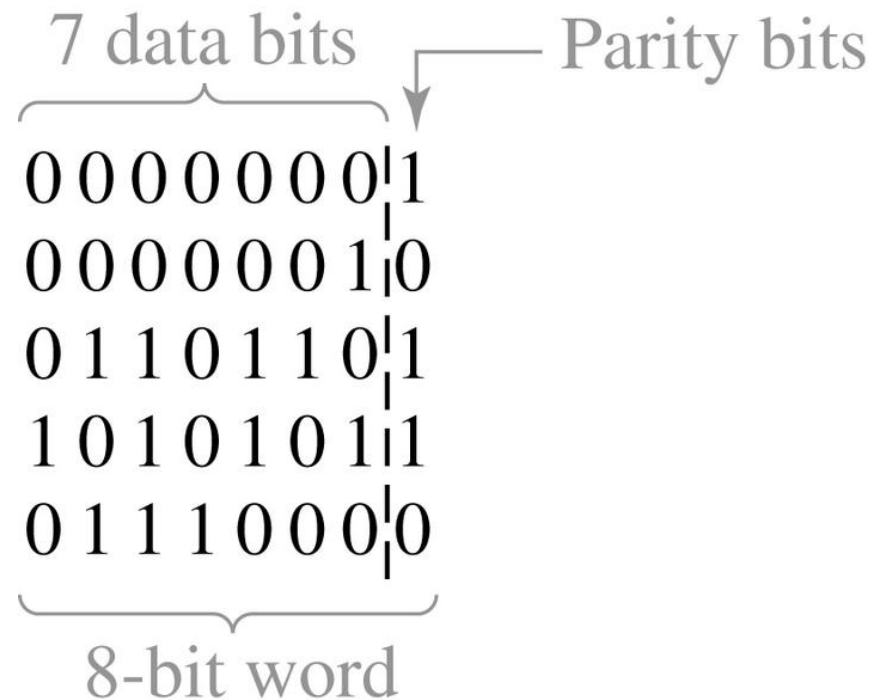 7 data bits
Parity bits
0 0 0 0 0 0 0 1
0 0 0 0 0 0 1 0
0 1 1 0 1 1 0 1
1 0 1 0 1 0 1 1
0 1 1 1 0 0 0 0
8-bit word